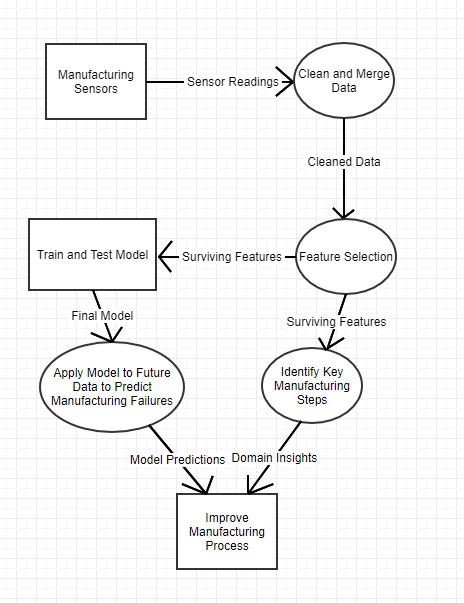 Manufacturing
Sensors
Sensor Readings
Clean and Merge
Data
Cleaned Data
Train and Test Model
Surviving Features
Feature Selection
Final Model
Surviving Features
Apply Model to Future
Data to Predict
Manufacturing Failures
Identify Key
Manufacturing
Steps
Model Predictions
Domain Insights
Improve
Manufacturing
Process